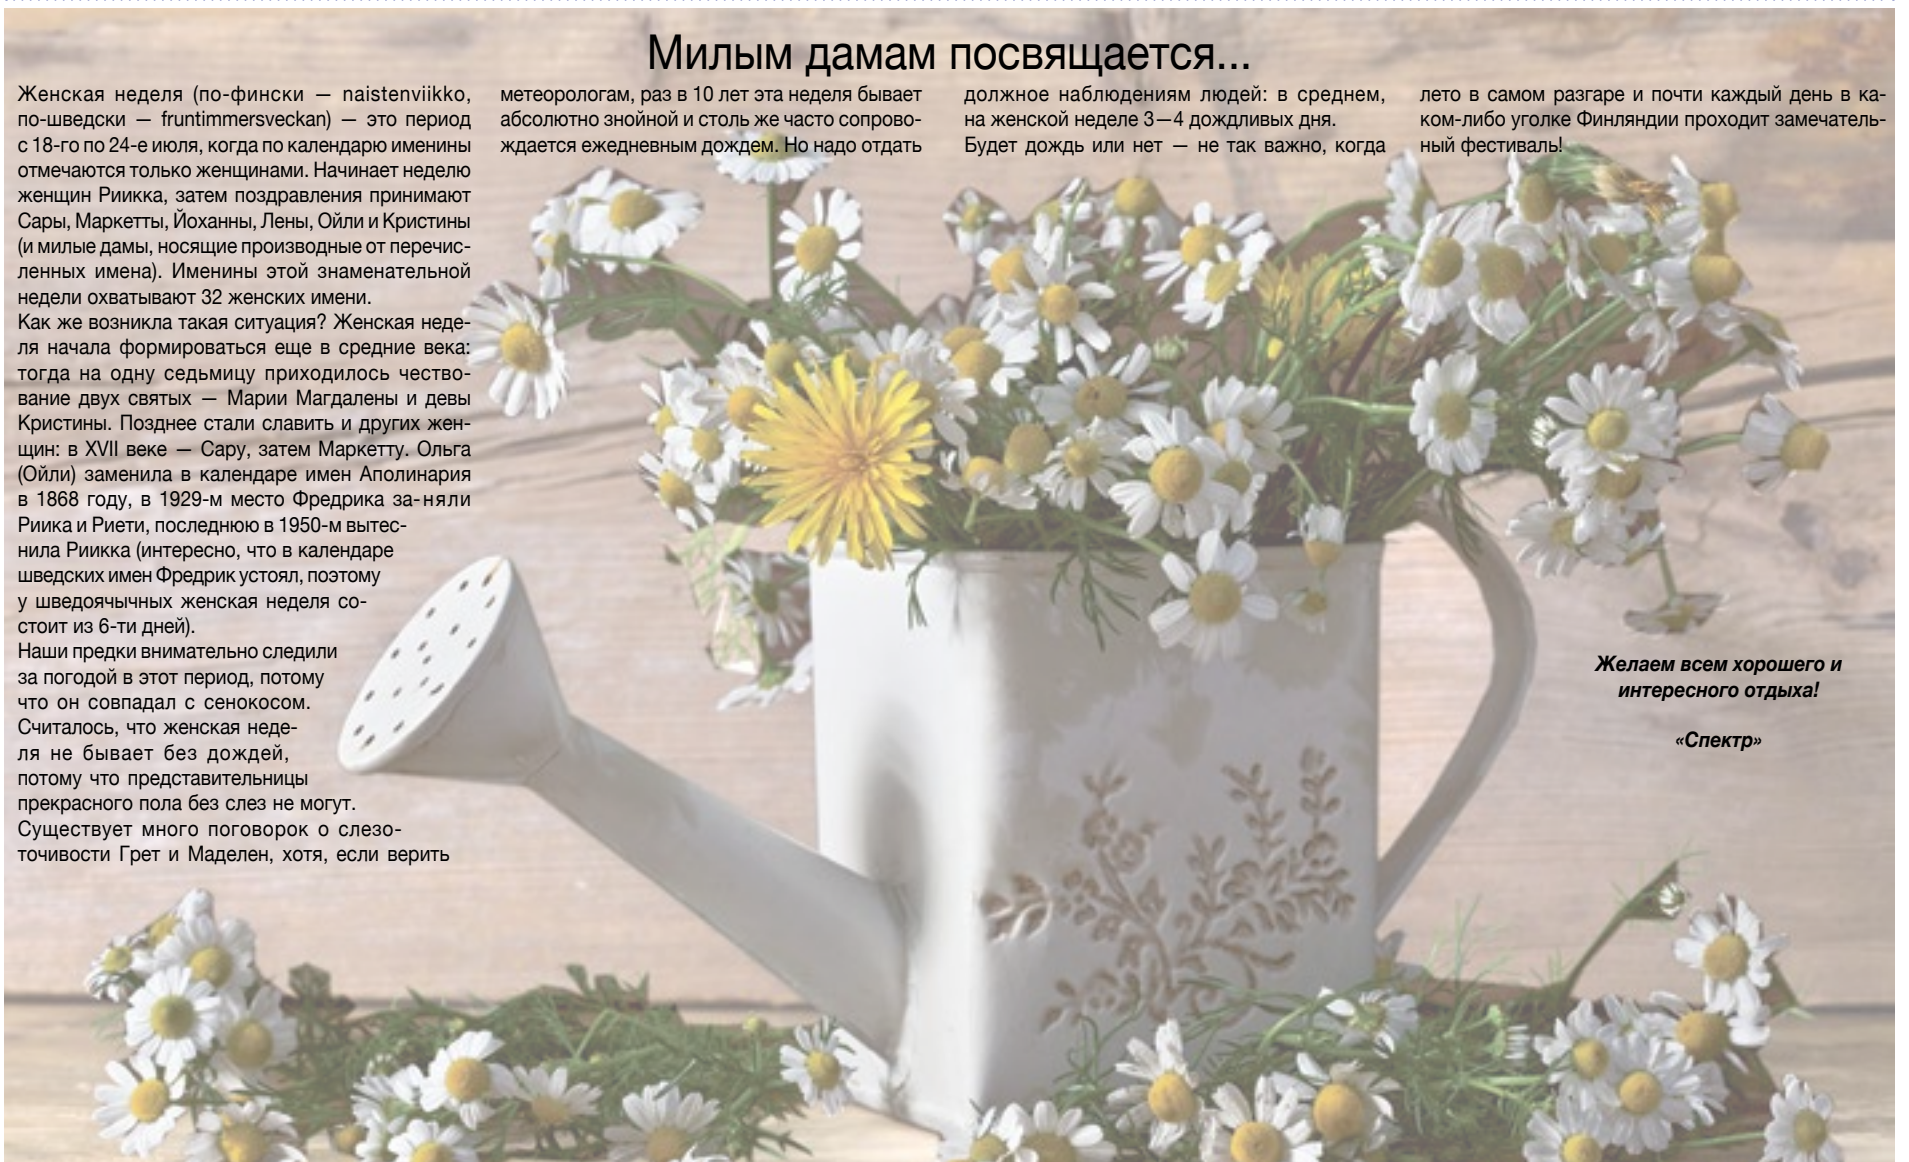 Милым дамам посвящается...
Женская неделя (по-фински — naistenviikko,
по-шведски — fruntimmersveckan) — это период
с 18-го по 24-е июля, когда по календарю именины
отмечаются только женщинами. Начинает неделю
женщин Риикка, затем поздравления принимают
Сары, Маркетты, Йоханны, Лены, Ойли и Кристины
(и милые дамы, носящие производные от перечис-
ленных имена). Именины этой знаменательной
недели охватывают 32 женских имени.
Как же возникла такая ситуация? Женская неде-
ля начала формироваться еще в средние века:
тогда на одну седьмицу приходилось чество-
вание двух святых — Марии Магдалены и девы
Кристины. Позднее стали славить и других жен-
щин: в XVII веке — Сару, затем Маркетту. Ольга
(Ойли) заменила в календаре имен Аполинария
в 1868 году, в 1929-м место Фредрика за-няли
Риика и Риети, последнюю в 1950-м вытес-
нила Риикка (интересно, что в календаре
шведских имен Фредрик устоял, поэтому
у шведоячычных женская неделя со-
стоит из 6-ти дней).
Наши предки внимательно следили
за погодой в этот период, потому
что он совпадал с сенокосом.
Считалось, что женская неде-
ля не бывает без дождей,
потому что представительницы
прекрасного пола без слез не могут.
Существует много поговорок о слезо-
точивости Грет и Маделен, хотя, если верить
метеорологам, раз в 10 лет эта неделя бывает
абсолютно знойной и столь же часто сопрово-
ждается ежедневным дождем. Но надо отдать
должное наблюдениям людей: в среднем,
на женской неделе 3—4 дождливых дня.
Будет дождь или нет — не так важно, когда
лето в самом разгаре и почти каждый день в ка-
ком-либо уголке Финляндии проходит замечатель-
ный фестиваль!
Желаем всем хорошего и
интересного отдыха!
«Спектр»